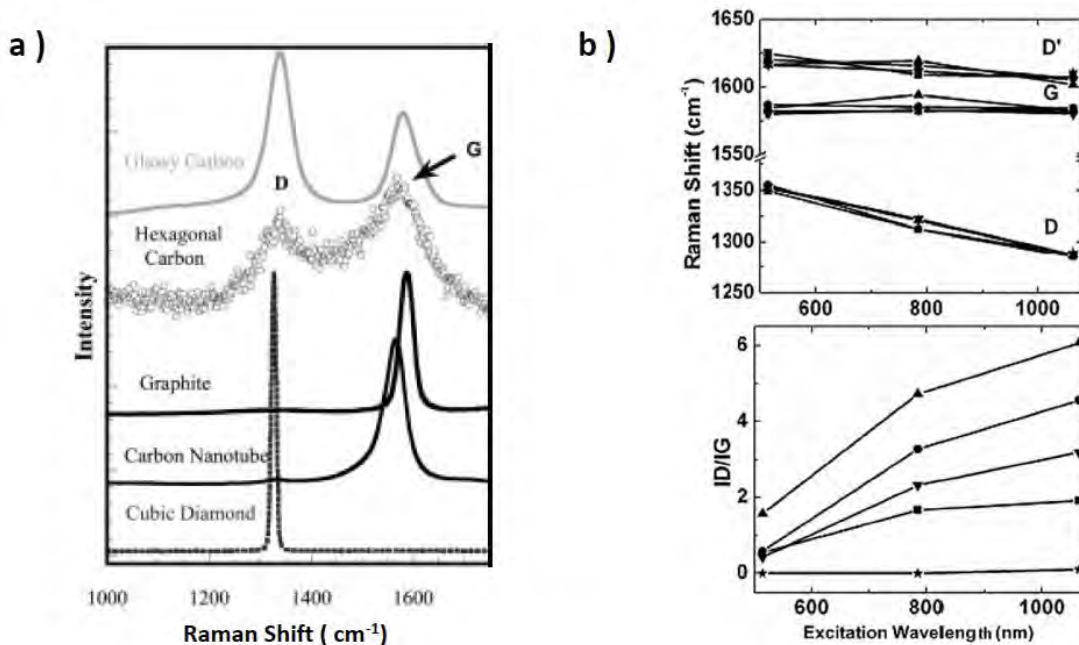 a )
Glassy Carbon
D
G
Hexagonal
Carbon
Graphite
Carbon Nanotube
Cubic Diamond
Intensity
1000 1200 1400 1600
Raman Shift ( cm-1)
b )
1650
1600
1550
1350
1300
1250
Raman Shift (cm-1)
D'
G
D
600 800 1000
6
4
2
0
ID/IG
600 800 1000
Excitation Wavelength (nm)